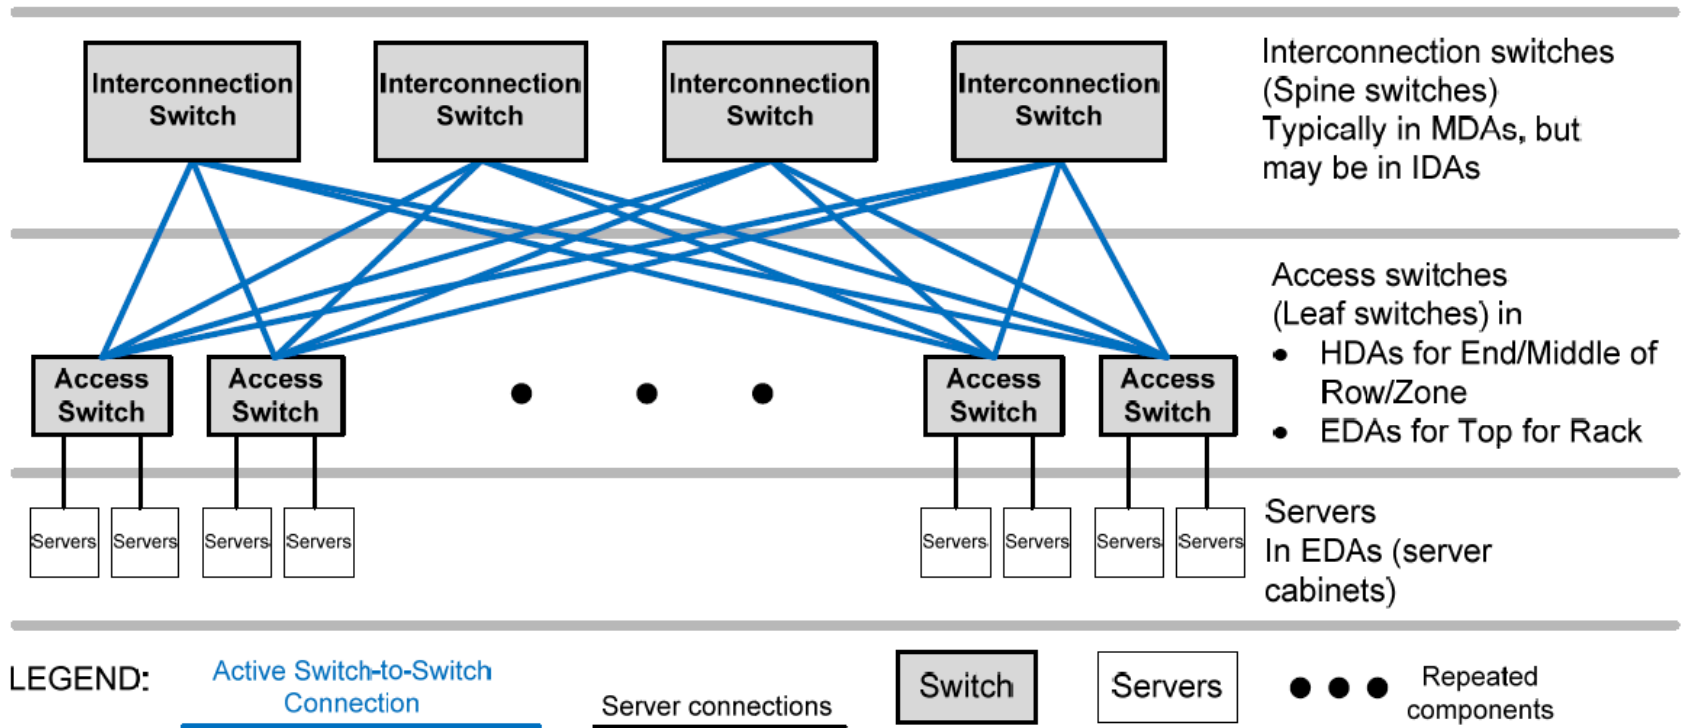 Interconnection
Switch
Interconnection
Switch
Interconnection
Switch
Interconnection
Switch
Interconnection switches
(Spine switches)
Typically in MDAs, but
may be in IDAs
Access
Switch
Access
Switch
Access
Switch
Access
Switch
Access switches
(Leaf switches) in
• HDAs for End/Middle of
Row/Zone
• EDAs for Top for Rack
Servers
Servers
Servers
Servers
Servers
Servers
Servers
Servers
Servers
In EDAs (server
cabinets)
LEGEND:
Active Switch-to-Switch
Connection
Server connections
Switch
Servers
Repeated
components